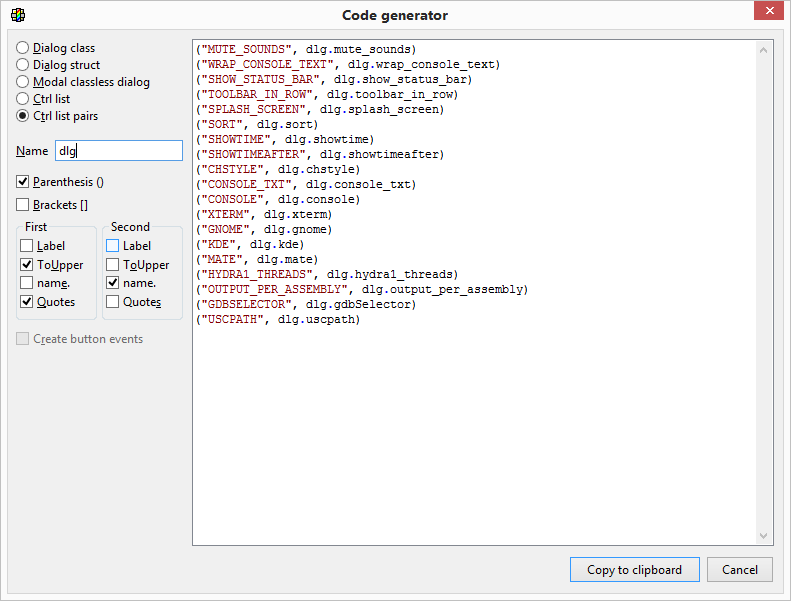 Code generator
Dialog class
Dialog struct
Modal classless dialog
Ctrl list
Ctrl list pairs
Name dlg
Parenthesis ()
Brackets []
First
Label
ToUpper
name.
Quotes
Second
Label
ToUpper
name.
Quotes
Create button events
("MUTE_SOUNDS", dlg.mute_sounds)
("WRAP_CONSOLE_TEXT", dlg.wrap_console_text)
("SHOW_STATUS_BAR", dlg.show_status_bar)
("TOOLBAR_IN_ROW", dlg.toolbar_in_row)
("SPLASH_SCREEN", dlg.splash_screen)
("SORT", dlg.sort)
("SHOWTIME", dlg.showtime)
("SHOWTIMEAFTER", dlg.showtimeafter)
("CHSTYLE", dlg.chstyle)
("CONSOLE_TXT", dlg.console_txt)
("CONSOLE", dlg.console)
("XTERM", dlg.xterm)
("GNOME", dlg.gnome)
("KDE", dlg.kde)
("MATE", dlg.mate)
("HYDRA1_THREADS", dlg.hydra1_threads)
("OUTPUT_PER_ASSEMBLY", dlg.output_per_assembly)
("GDBSELECTOR", dlg.gdbSelector)
("USCPATH", dlg.uscpath)
Copy to clipboard
Cancel